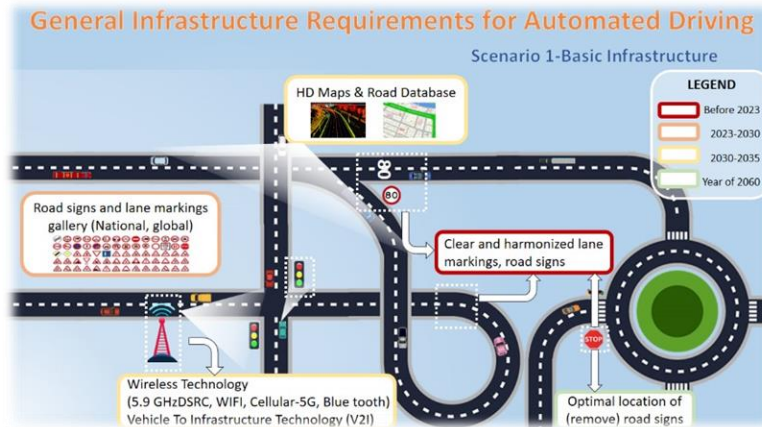 General Infrastructure Requirements for Automated Driving
Scenario 1-Basic Infrastructure
LEGEND
Before 2023
2023-2030
2030-2035
Year of 2060
HD Maps & Road Database
80
80
Road signs and lane markings
gallery (National, global)
Clear and harmonized lane
markings, road signs
STOP
Wireless Technology
(5.9 GHzDSRC, WIFI, Cellular-5G, Blue tooth)
Vehicle To Infrastructure Technology (V2I)
Optimal location of
(remove) road signs